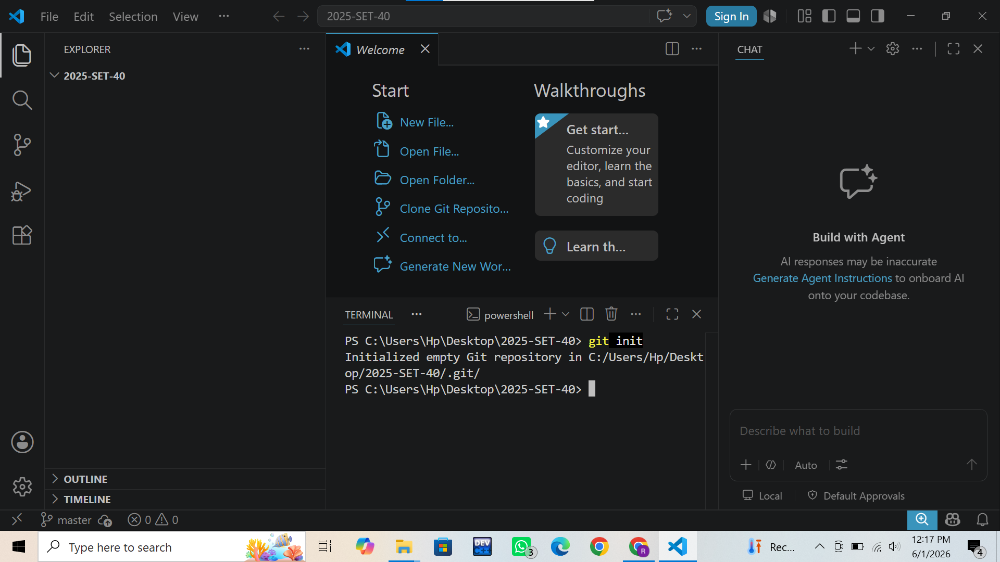 File Edit Selection View ···
2025-SET-40
Sign In
EXPLORER
2025-SET-40
OUTLINE
TIMELINE
Welcome
Start
New File...
Open File...
Open Folder...
Clone Git Reposito...
Connect to...
Generate New Wor...
Walkthroughs
Get start...
Customize your
editor, learn the
basics, and start
coding
Learn th...
TERMINAL
powershell
PS C:\Users\Hp\Desktop\2025-SET-40> git init
Initialized empty Git repository in C:/Users/Hp/Deskt
op/2025-SET-40/.git/
PS C:\Users\Hp\Desktop\2025-SET-40>
CHAT
Build with Agent
AI responses may be inaccurate
Generate Agent Instructions to onboard AI
onto your codebase.
Describe what to build
Auto
Local
Default Approvals
master
0 0
Type here to search
DEV
C++
3
R
Rec...
12:17 PM
6/1/2026
4